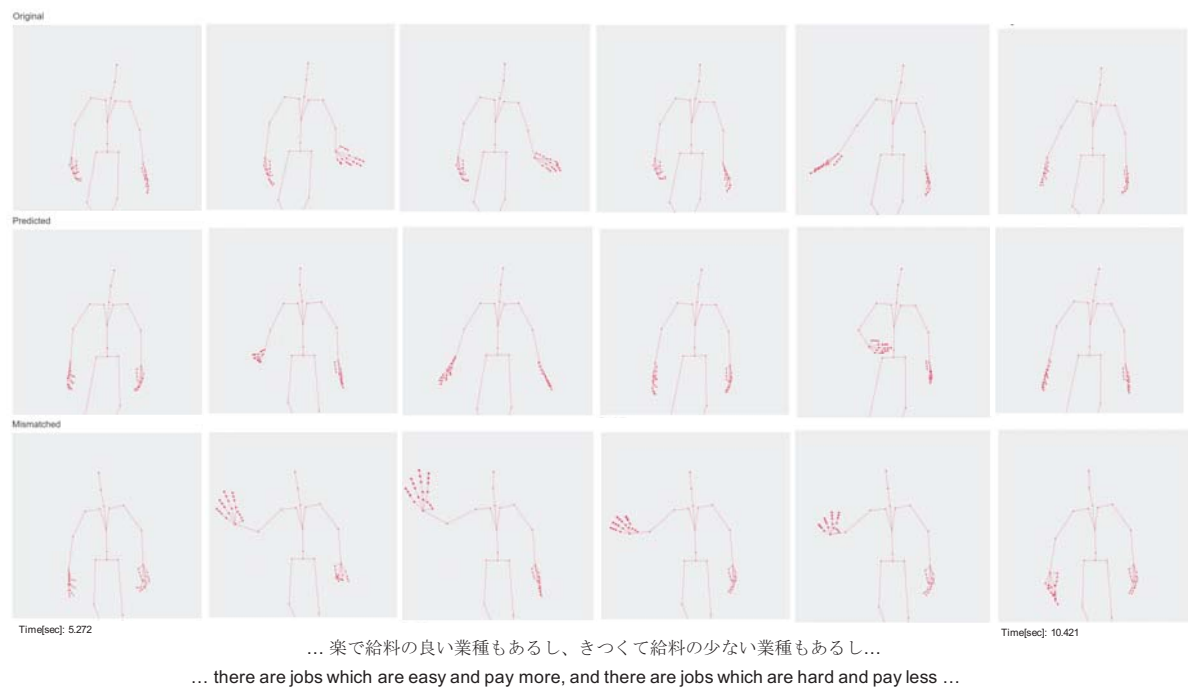 Original
Predicted
Mismatched
Time[sec]: 5.272
Time[sec]: 10.421
… 楽で給料の良い業種もあるし、きつくて給料の少ない業種もあるし…
… there are jobs which are easy and pay more, and there are jobs which are hard and pay less …